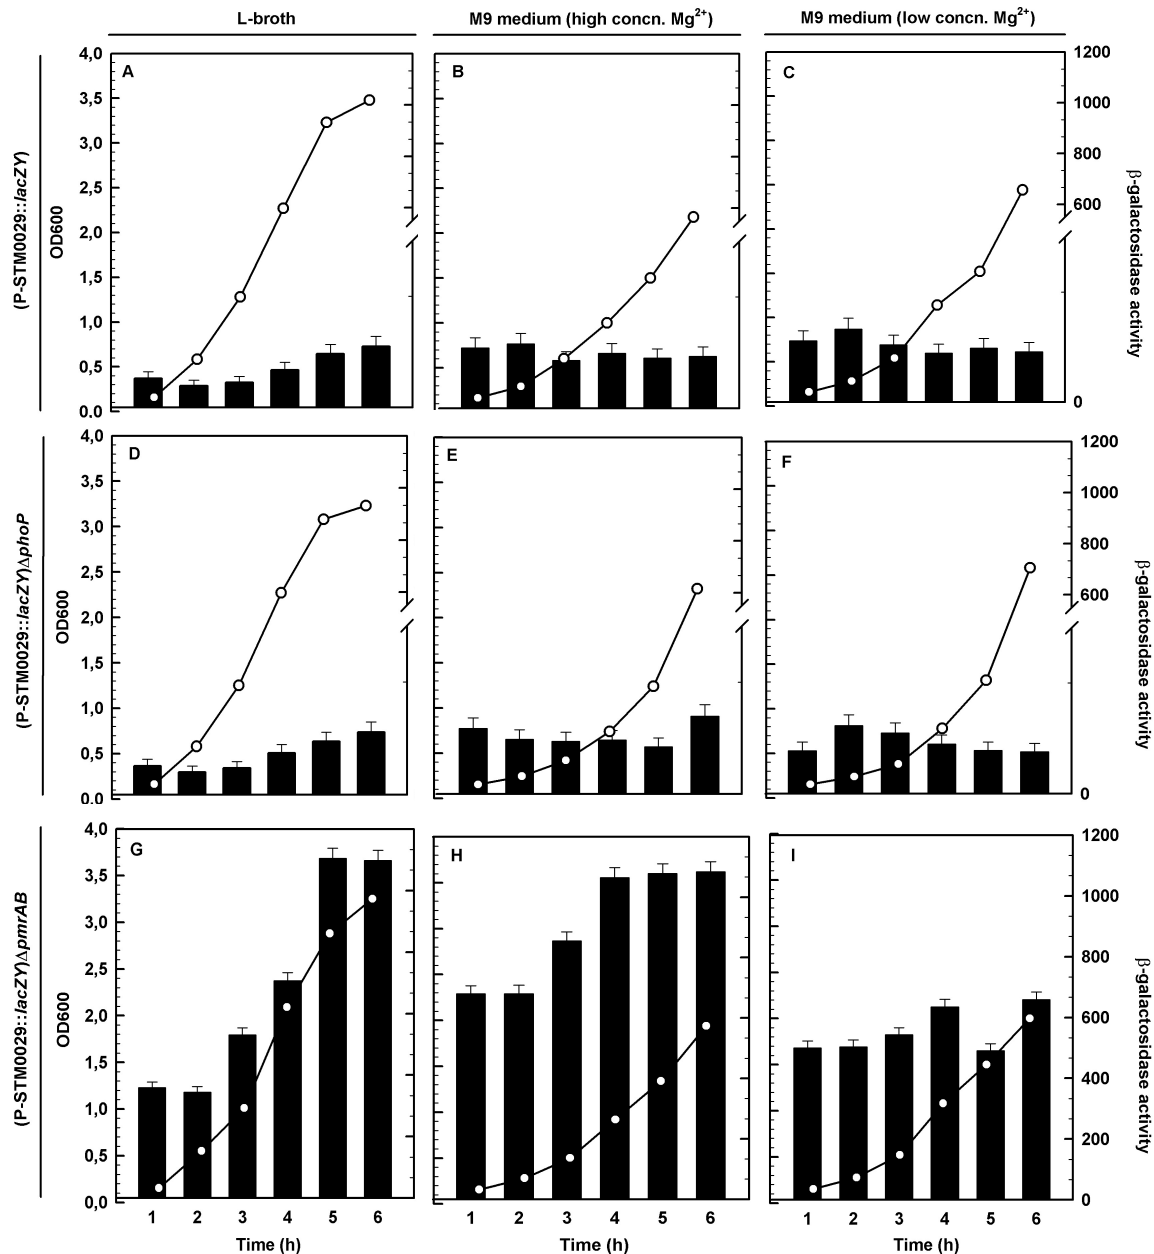 L-broth
M9 medium (high concn. Mg2+)
M9 medium (low concn. Mg2+)
(P-STM0029::lacZY)
OD600
4,0
3,5
3,0
2,5
2,0
1,5
1,0
0,5
0,0
A
B
C
1200
1000
800
600
0
β-galactosidase activity
(P-STM0029::lacZY)ΔphoP
OD600
4,0
3,5
3,0
2,5
2,0
1,5
1,0
0,5
0,0
D
E
F
1200
1000
800
600
0
β-galactosidase activity
(P-STM0029::lacZY)ΔpmrAB
OD600
4,0
3,5
3,0
2,5
2,0
1,5
1,0
0,5
0,0
G
H
I
1200
1000
800
600
400
200
0
β-galactosidase activity
1 2 3 4 5 6
1 2 3 4 5 6
1 2 3 4 5 6
Time (h)
Time (h)
Time (h)